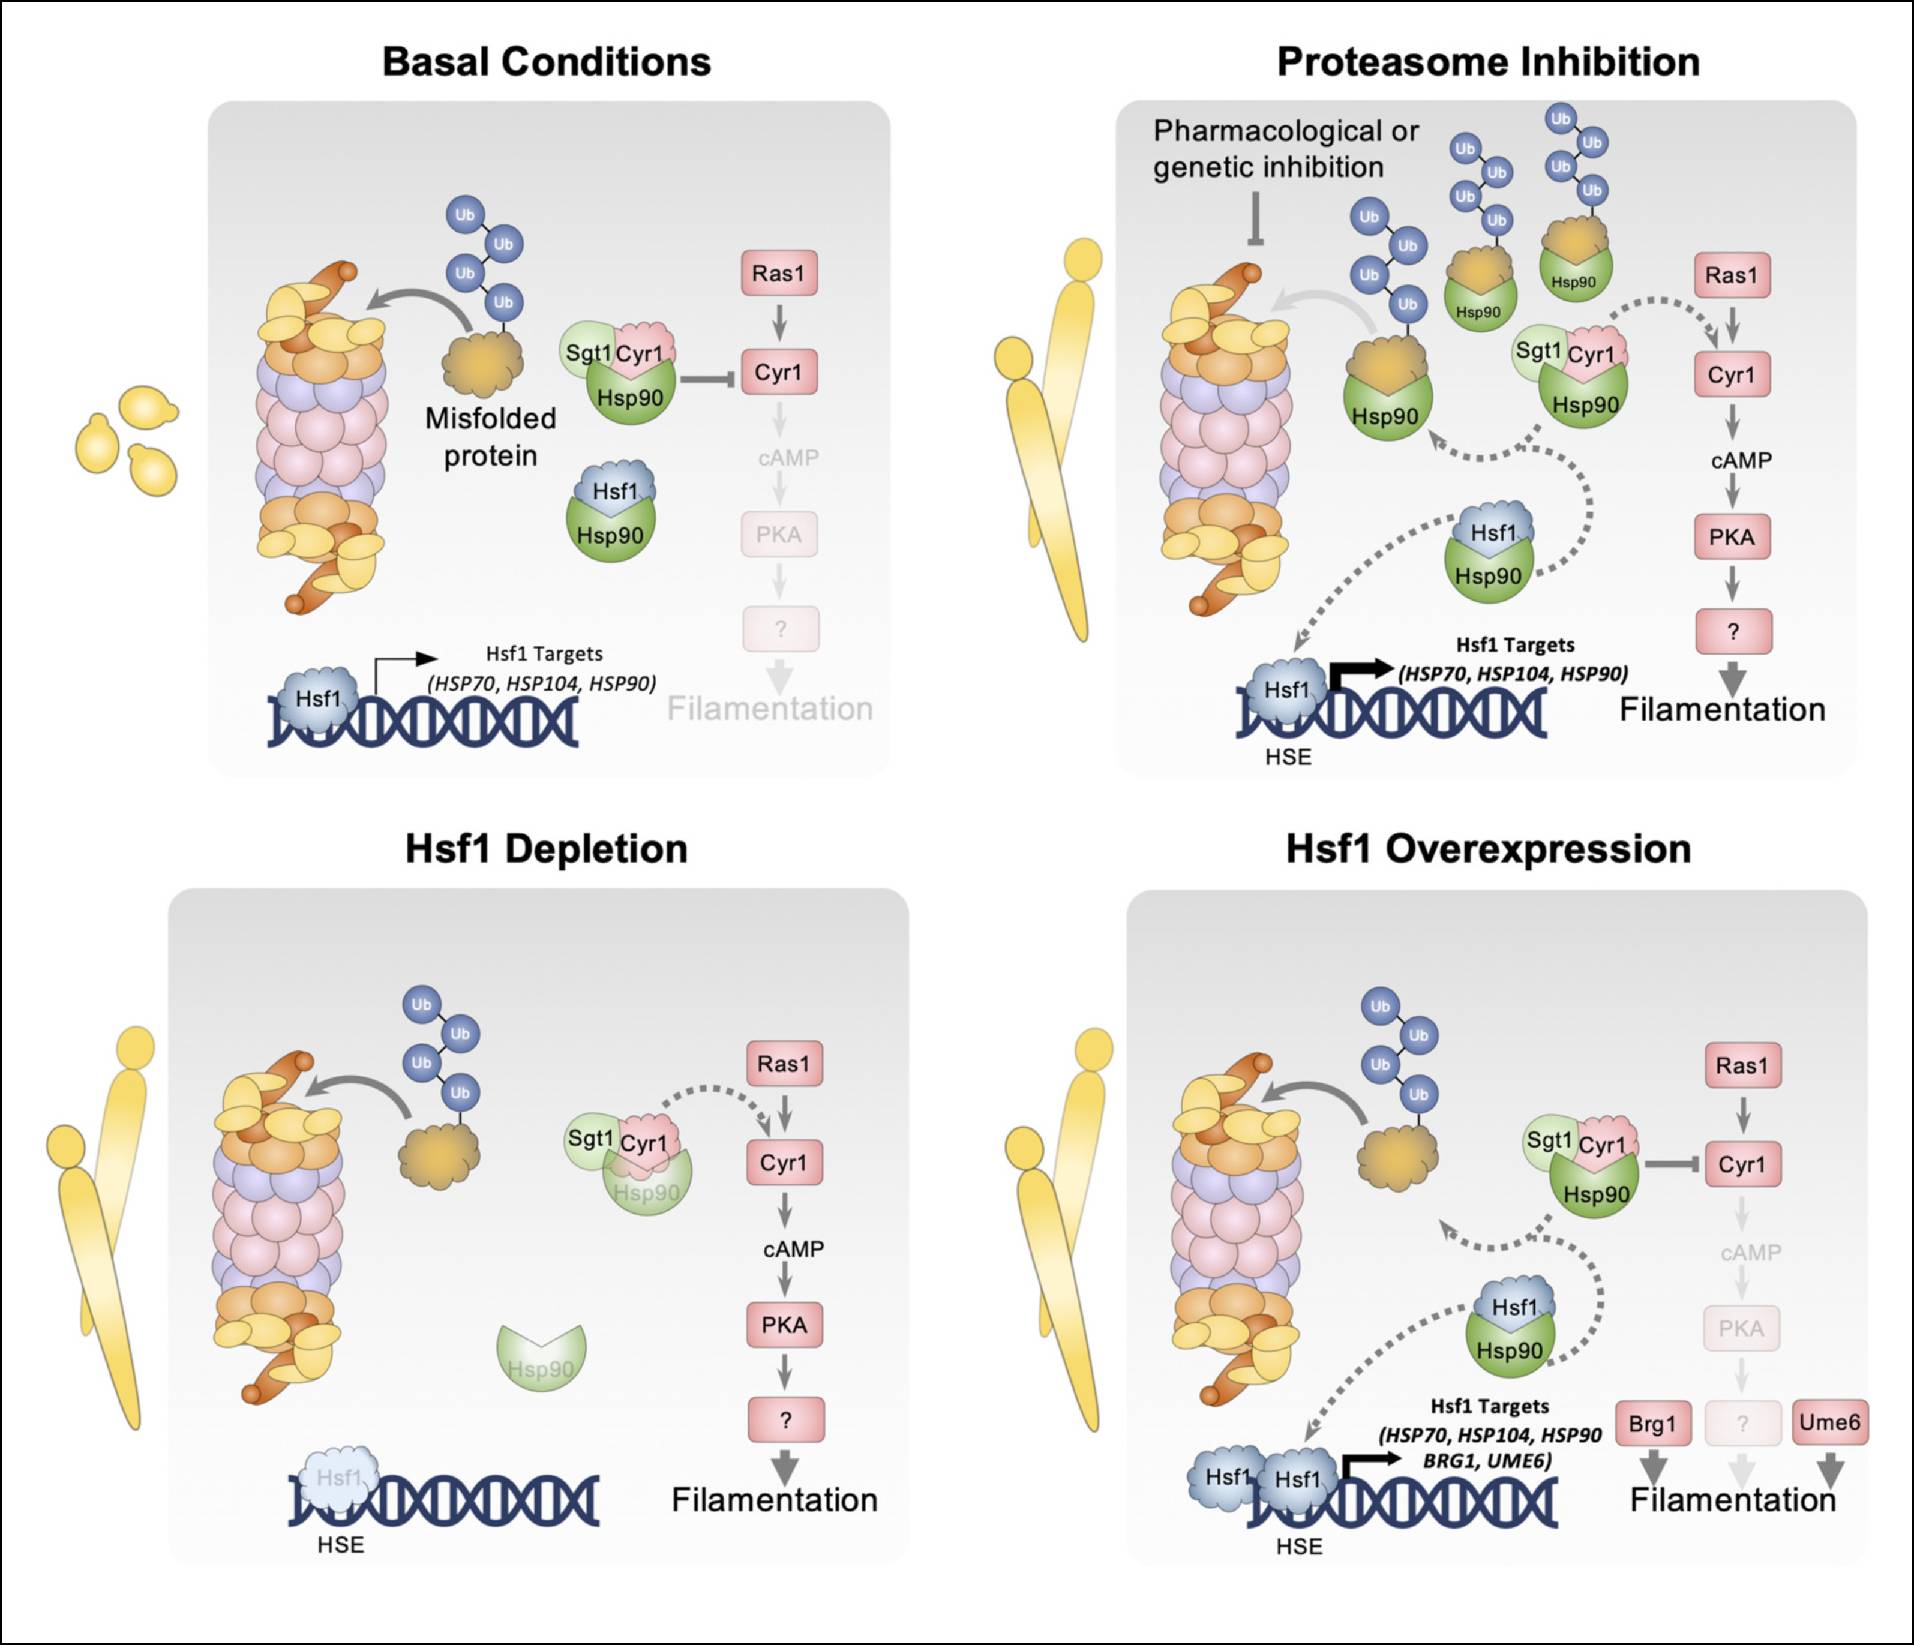 Basal Conditions
Ub
Ub
Ub
Ub
Misfolded
protein
Sgt1
Cyr1
Hsp90
Hsf1
Hsp90
Ras1
Cyr1
cAMP
PKA
?
Filamentation
Hsf1
Hsf1 Targets
(HSP70, HSP104, HSP90)
Proteasome Inhibition
Pharmacological or
genetic inhibition
Ub
Ub
Ub
Ub
Hsp90
Ub
Ub
Ub
Ub
Hsp90
Ub
Ub
Ub
Ub
Hsp90
Sgt1
Cyr1
Hsp90
Hsf1
Hsp90
Ras1
Cyr1
cAMP
PKA
?
Filamentation
Hsf1
Hsf1 Targets
(HSP70, HSP104, HSP90)
HSE
Hsf1 Depletion
Ub
Ub
Ub
Ub
Sgt1
Cyr1
Hsp90
Hsp90
Ras1
Cyr1
cAMP
PKA
?
Filamentation
Hsf1
HSE
Hsf1 Overexpression
Ub
Ub
Ub
Ub
Sgt1
Cyr1
Hsp90
Hsf1
Hsp90
Ras1
Cyr1
cAMP
PKA
Brg1
?
Ume6
Filamentation
Hsf1 Targets
(HSP70, HSP104, HSP90
BRG1, UME6)
Hsf1
Hsf1
HSE